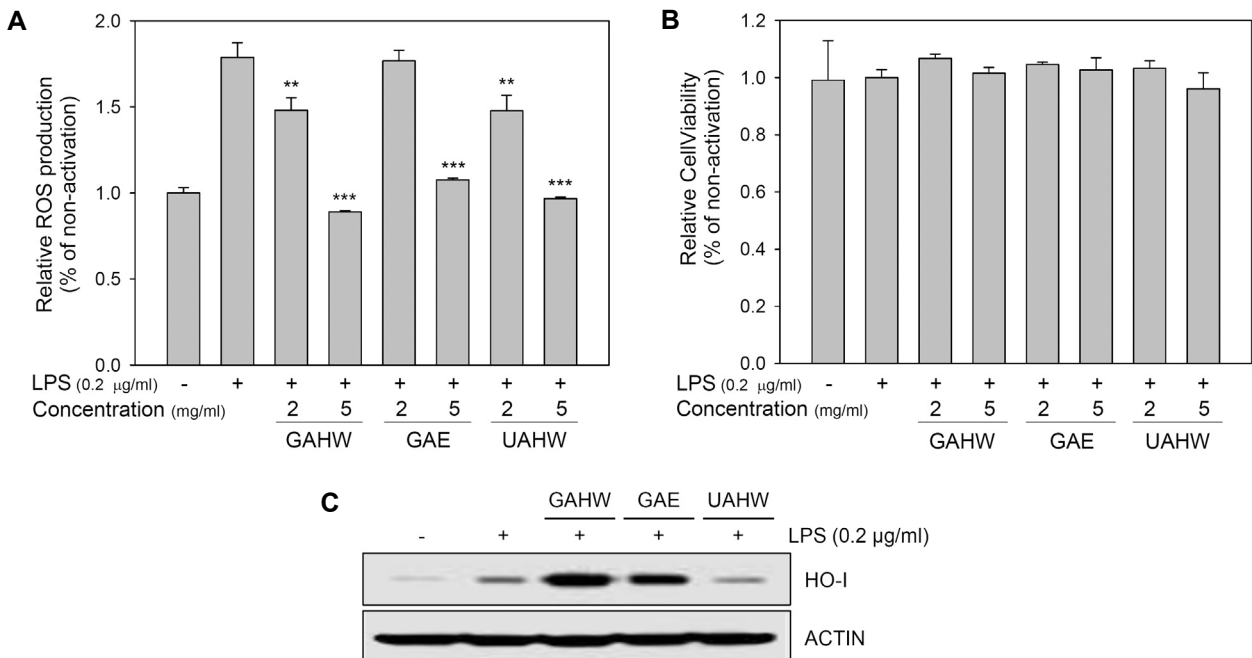 A
Relative ROS production
(% of non-activation)
2.0
1.5
1.0
0.5
0.0
**
***
***
**
***
LPS (0.2 μg/ml) - + + + + + + +
Concentration (mg/ml) 2 5 2 5 2 5
GAHW GAE UAHW
B
Relative CellViability
(% of non-activation)
1.2
1.0
0.8
0.6
0.4
0.2
0.0
LPS (0.2 μg/ml) - + + + + + + +
Concentration (mg/ml) 2 5 2 5 2 5
GAHW GAE UAHW
C
GAHW GAE UAHW
- + + + + LPS (0.2 μg/ml)
HO-I
ACTIN